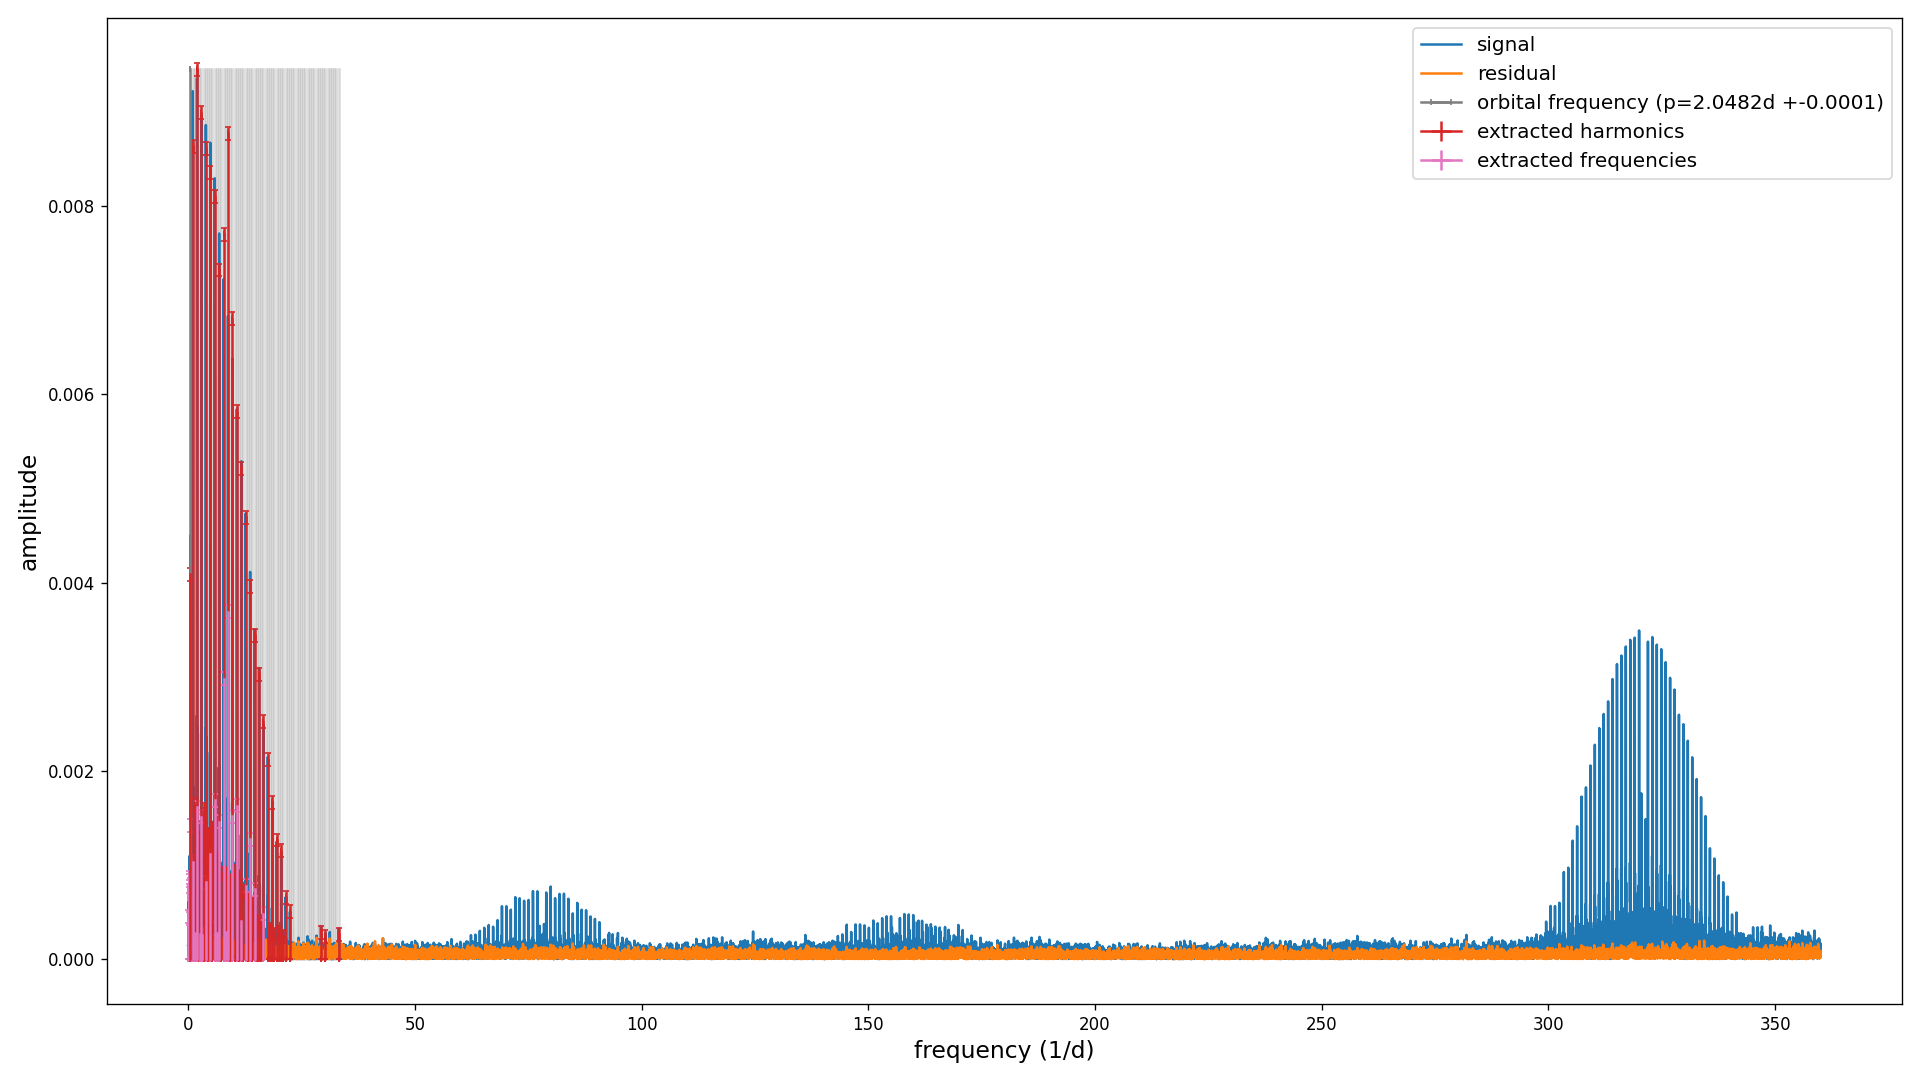 signal
residual
orbital frequency (p=2.0482d +-0.0001)
extracted harmonics
extracted frequencies
amplitude
0.008
0.006
0.004
0.002
0.000
0 50 100 150 200 250 300 350
frequency (1/d)